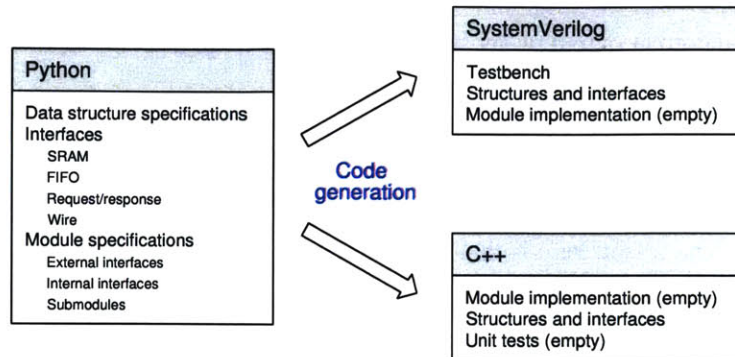 Python
Data structure specifications
Interfaces
SRAM
FIFO
Request/response
Wire
Module specifications
External interfaces
Internal interfaces
Submodules
Code
generation
SystemVerilog
Testbench
Structures and interfaces
Module implementation (empty)
C++
Module implementation (empty)
Structures and interfaces
Unit tests (empty)